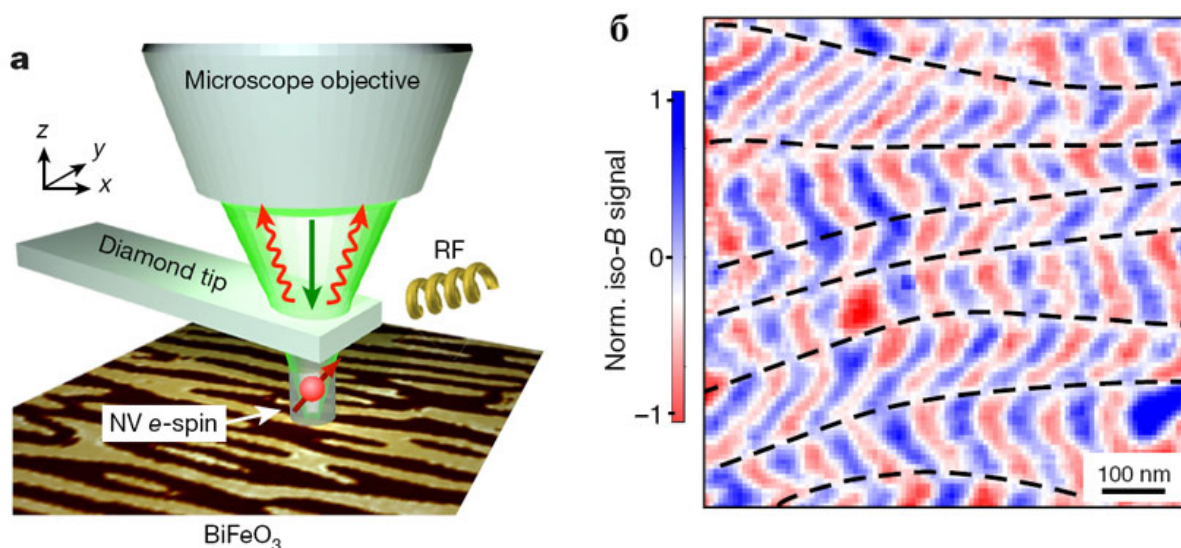 а
Microscope objective
z
y
x
Diamond tip
RF
NV e-spin
BiFeO₃
б
Norm. iso-B signal
1
0
−1
100 nm